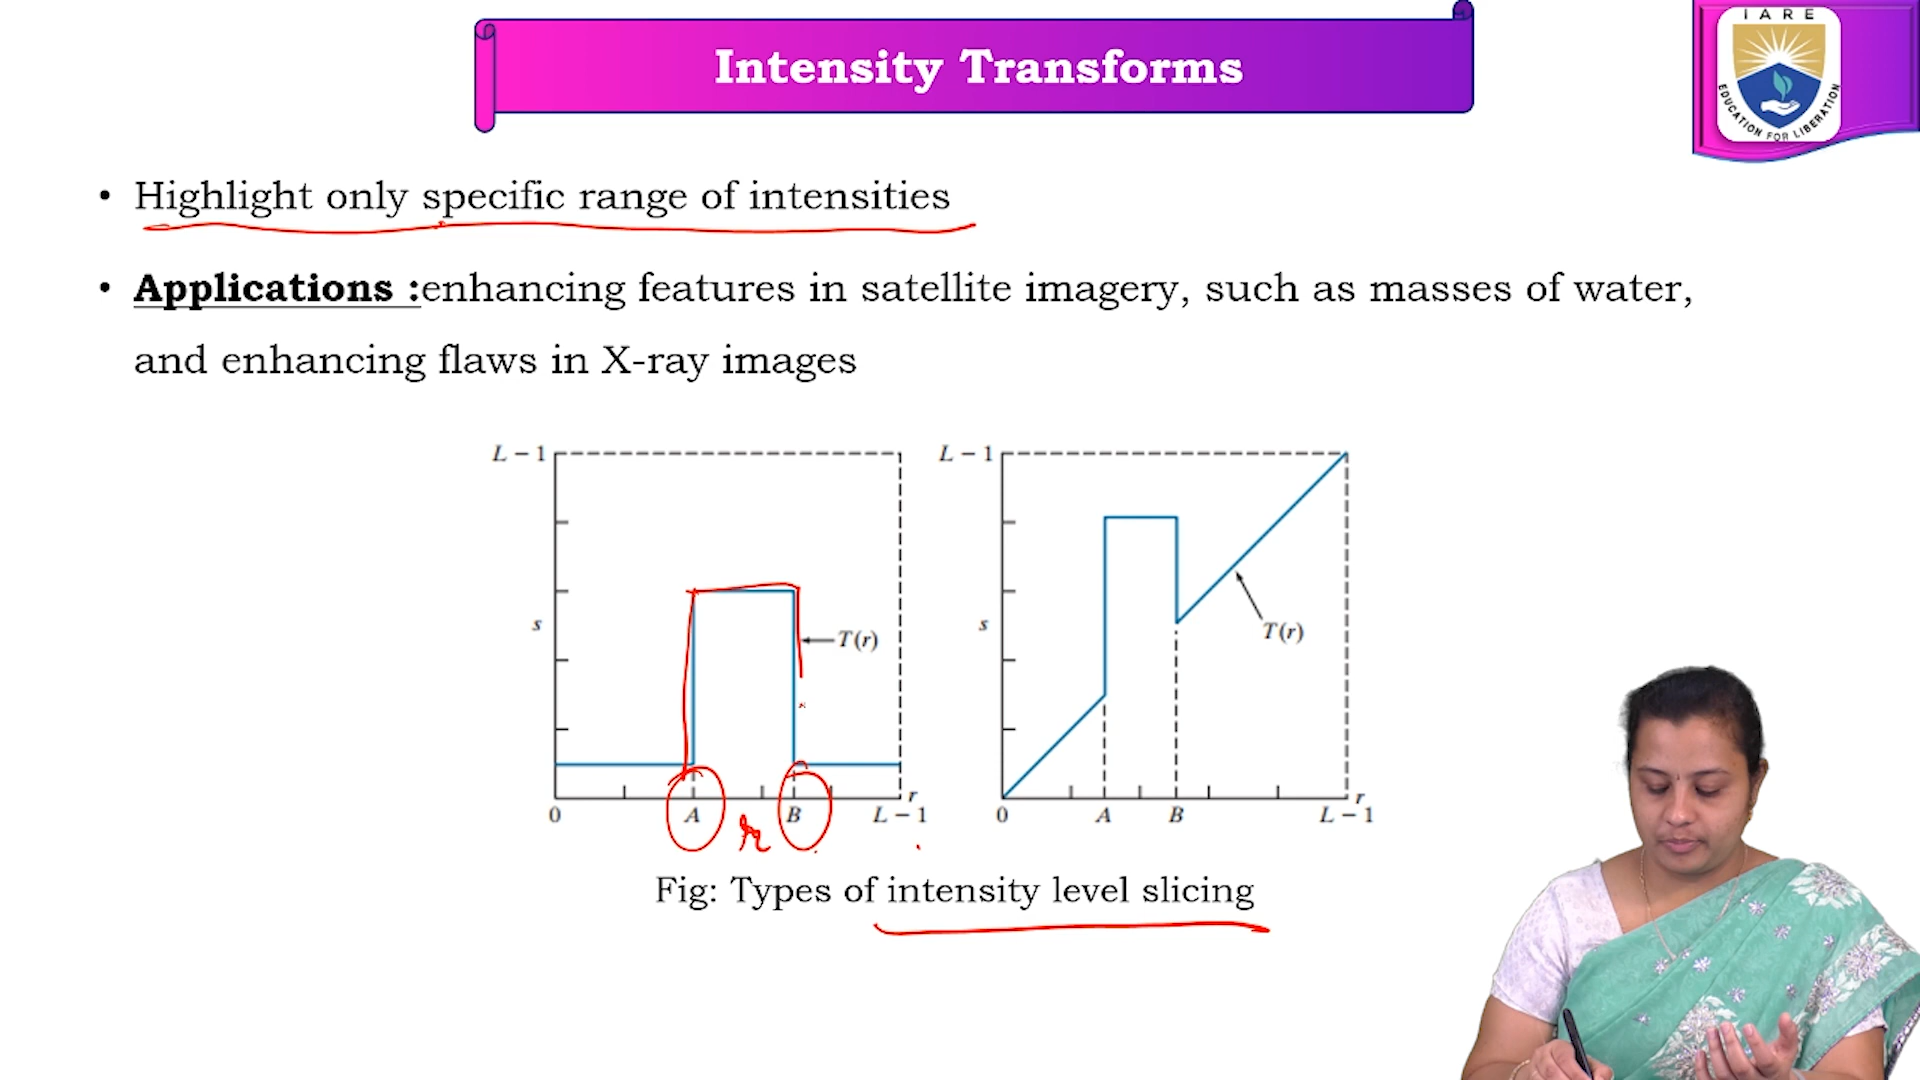 Intensity Transforms
IARE
EDUCATION FOR LIBERATION
• Highlight only specific range of intensities
• Applications :enhancing features in satellite imagery, such as masses of water,
and enhancing flaws in X-ray images
L – 1
s
T(r)
r
0 A B L – 1
r
L – 1
s
T(r)
r
0 A B L – 1
Fig: Types of intensity level slicing